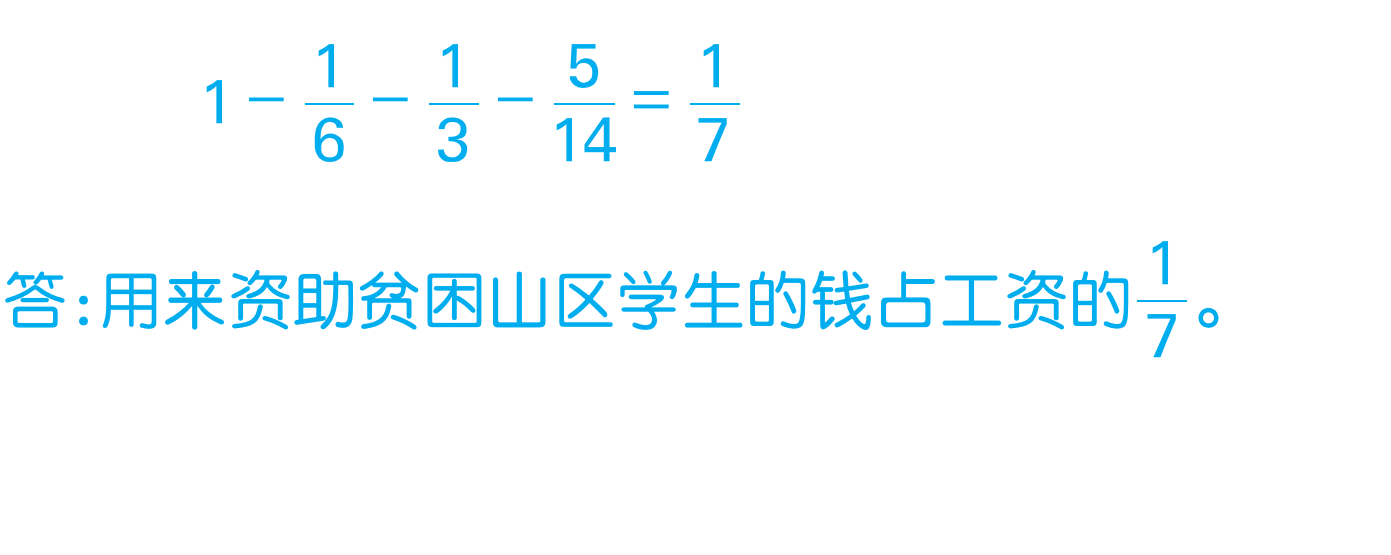 1 − 1/6 − 1/3 − 5/14 = 1/7
答:用来资助贫困山区学生的钱占工资的1/7。